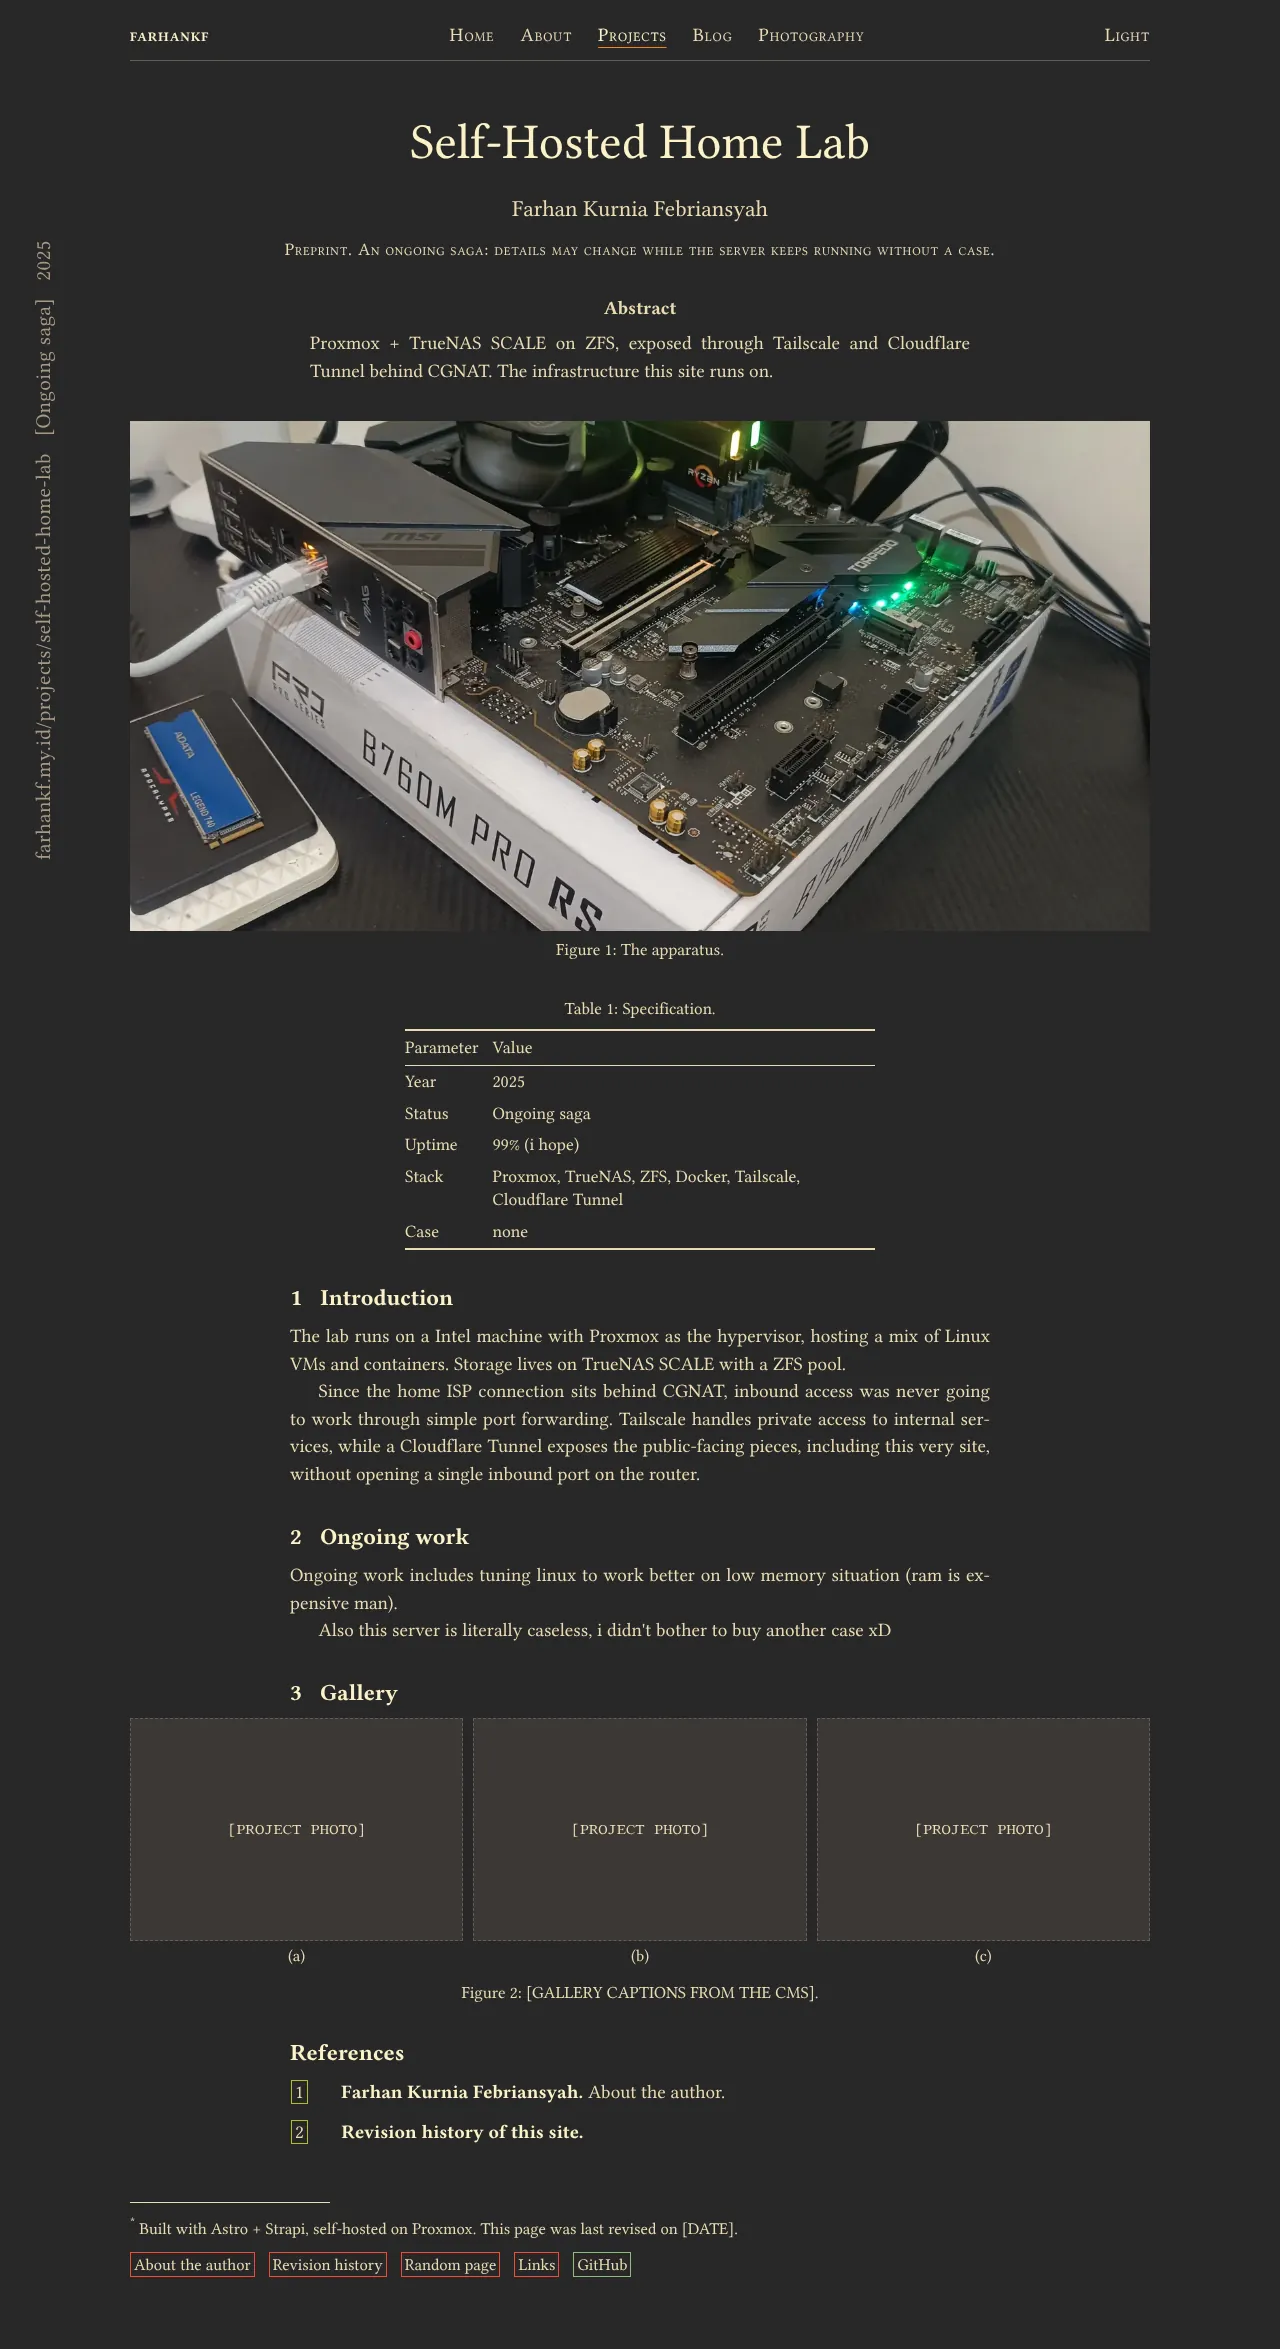 FARHANKF
Home About Projects Blog Photography
Light
Self-Hosted Home Lab
Farhan Kurnia Febriansyah
Preprint. An ongoing saga: details may change while the server keeps running without a case.
farhankf.my.id/projects/self-hosted-home-lab [Ongoing saga] 2025
Abstract
Proxmox + TrueNAS SCALE on ZFS, exposed through Tailscale and Cloudflare
Tunnel behind CGNAT. The infrastructure this site runs on.
RYZEN
msi
TORPEDO
MAG
PRO
PRO SERIES
B760M PRO RS
B760M PRO RS
ADATA
LEGEND 740
APOCALYPSE
Figure 1: The apparatus.
Table 1: Specification.
Parameter Value
Year 2025
Status Ongoing saga
Uptime 99% (i hope)
Stack Proxmox, TrueNAS, ZFS, Docker, Tailscale,
Cloudflare Tunnel
Case none
1 Introduction
The lab runs on a Intel machine with Proxmox as the hypervisor, hosting a mix of Linux
VMs and containers. Storage lives on TrueNAS SCALE with a ZFS pool.
Since the home ISP connection sits behind CGNAT, inbound access was never going
to work through simple port forwarding. Tailscale handles private access to internal ser-
vices, while a Cloudflare Tunnel exposes the public-facing pieces, including this very site,
without opening a single inbound port on the router.
2 Ongoing work
Ongoing work includes tuning linux to work better on low memory situation (ram is ex-
pensive man).
Also this server is literally caseless, i didn't bother to buy another case xD
3 Gallery
[PROJECT PHOTO] [PROJECT PHOTO] [PROJECT PHOTO]
(a) (b) (c)
Figure 2: [GALLERY CAPTIONS FROM THE CMS].
References
1 Farhan Kurnia Febriansyah. About the author.
2 Revision history of this site.
* Built with Astro + Strapi, self-hosted on Proxmox. This page was last revised on [DATE].
About the author Revision history Random page Links GitHub